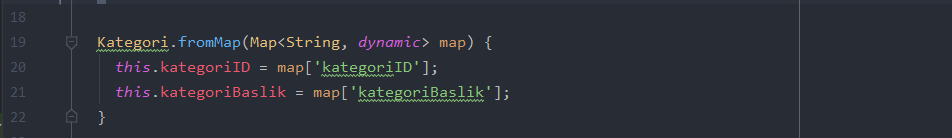 18
19 Kategori.fromMap(Map<String, dynamic> map) {
20 this.kategoriID = map['kategoriID'];
21 this.kategoriBaslik = map['kategoriBaslik'];
22 }